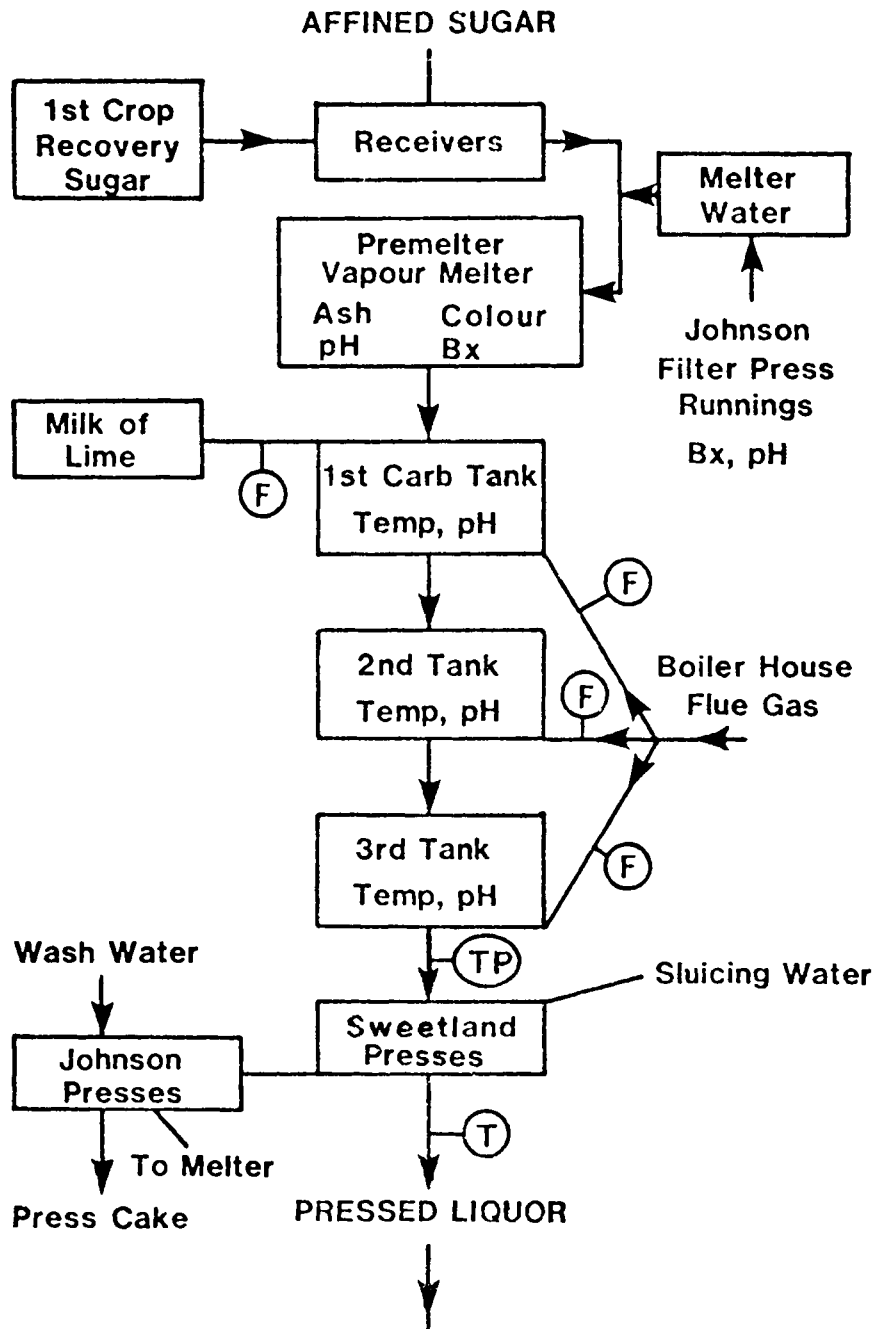 AFFINED SUGAR
1st Crop
Recovery
Sugar
Receivers
Melter
Water
Premelter
Vapour Melter
Ash Colour
pH Bx
Johnson
Filter Press
Runnings
Bx, pH
Milk of
Lime
F
1st Carb Tank
Temp, pH
F
2nd Tank
Temp, pH
F
Boiler House
Flue Gas
3rd Tank
Temp, pH
F
Wash Water
TP
Sluicing Water
Sweetland
Presses
Johnson
Presses
T
To Melter
Press Cake
PRESSED LIQUOR